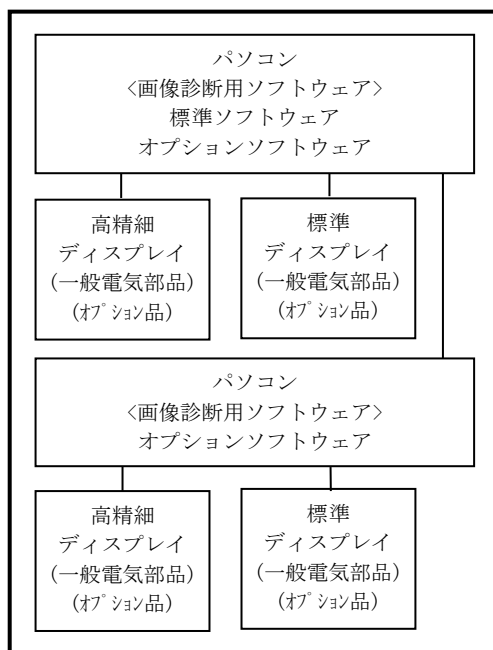 パソコン
<画像診断用ソフトウェア>
標準ソフトウェア
オプションソフトウェア
高精細
ディスプレイ
(一般電気部品)
(ｵﾌﾟｼｮﾝ品)
標準
ディスプレイ
(一般電気部品)
(ｵﾌﾟｼｮﾝ品)
パソコン
<画像診断用ソフトウェア>
オプションソフトウェア
高精細
ディスプレイ
(一般電気部品)
(ｵﾌﾟｼｮﾝ品)
標準
ディスプレイ
(一般電気部品)
(ｵﾌﾟｼｮﾝ品)